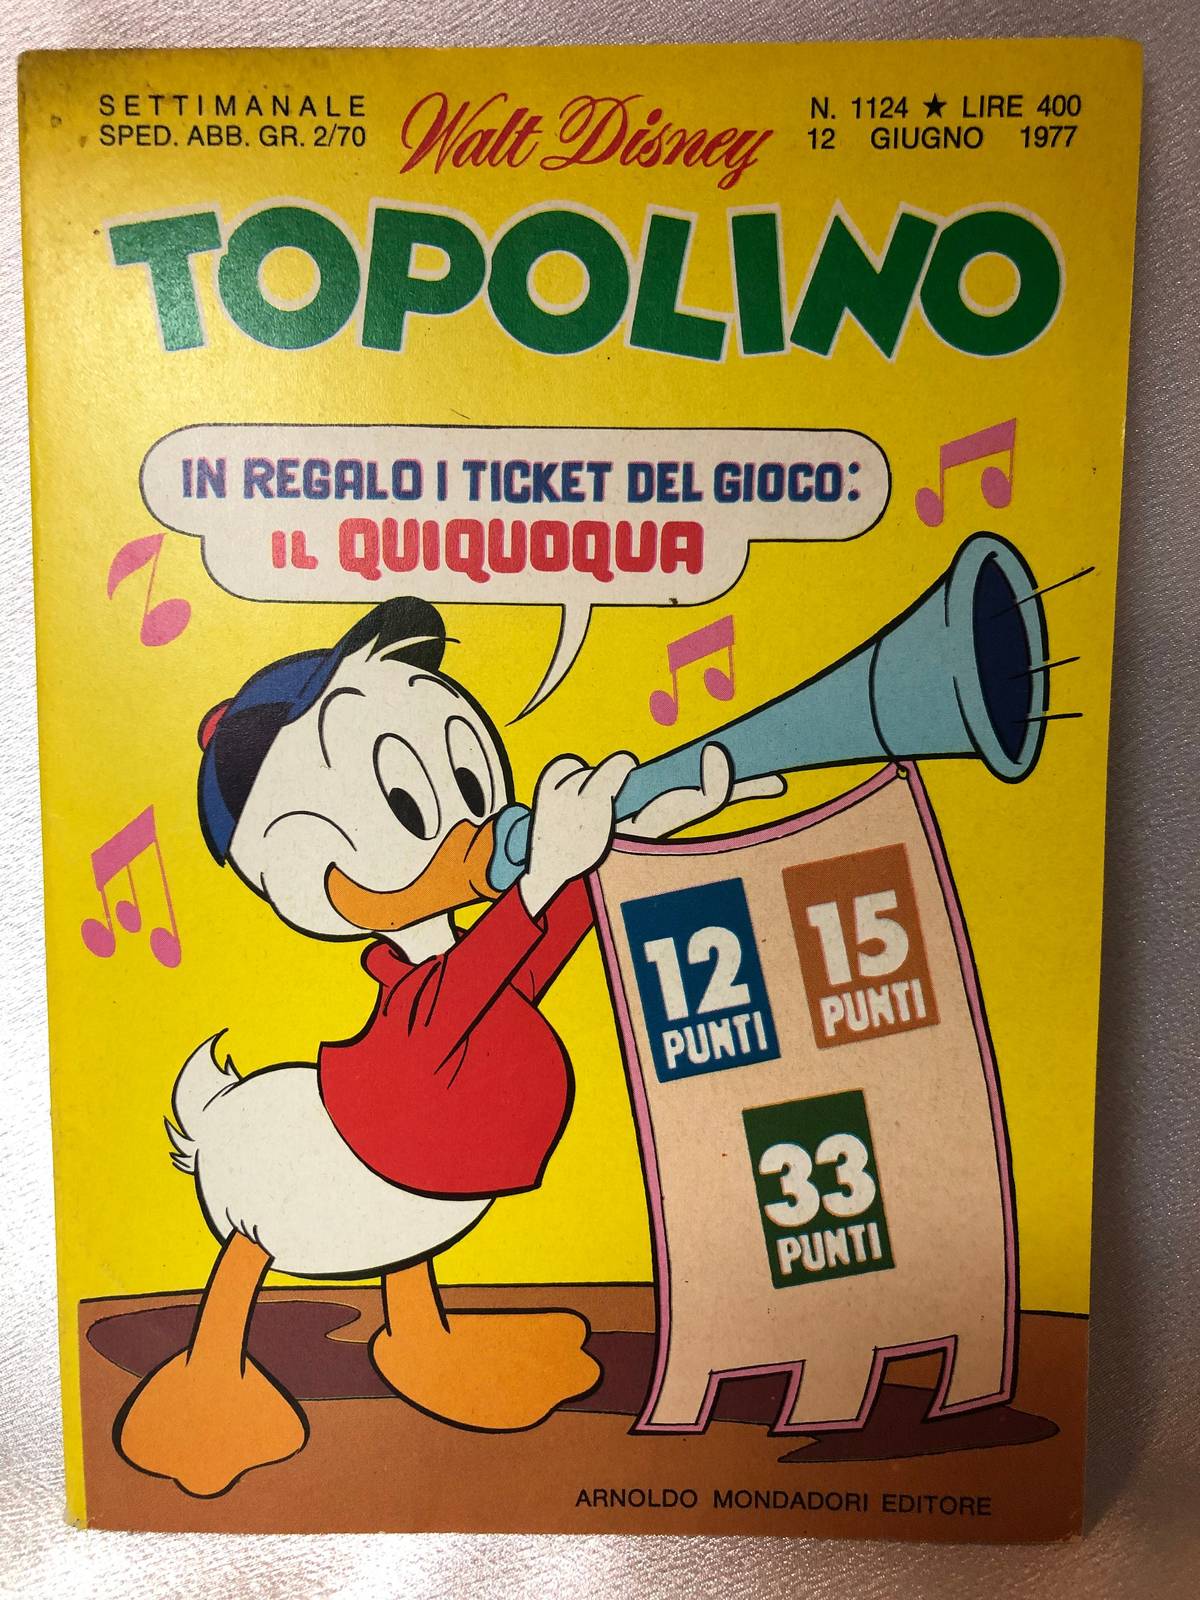 SETTIMANALE
SPED. ABB. GR. 2/70
Walt Disney
N. 1124 ★ LIRE 400
12 GIUGNO 1977
TOPOLINO
IN REGALO I TICKET DEL GIOCO:
IL QUIQUOQUA
12
PUNTI
15
PUNTI
33
PUNTI
ARNOLDO MONDADORI EDITORE